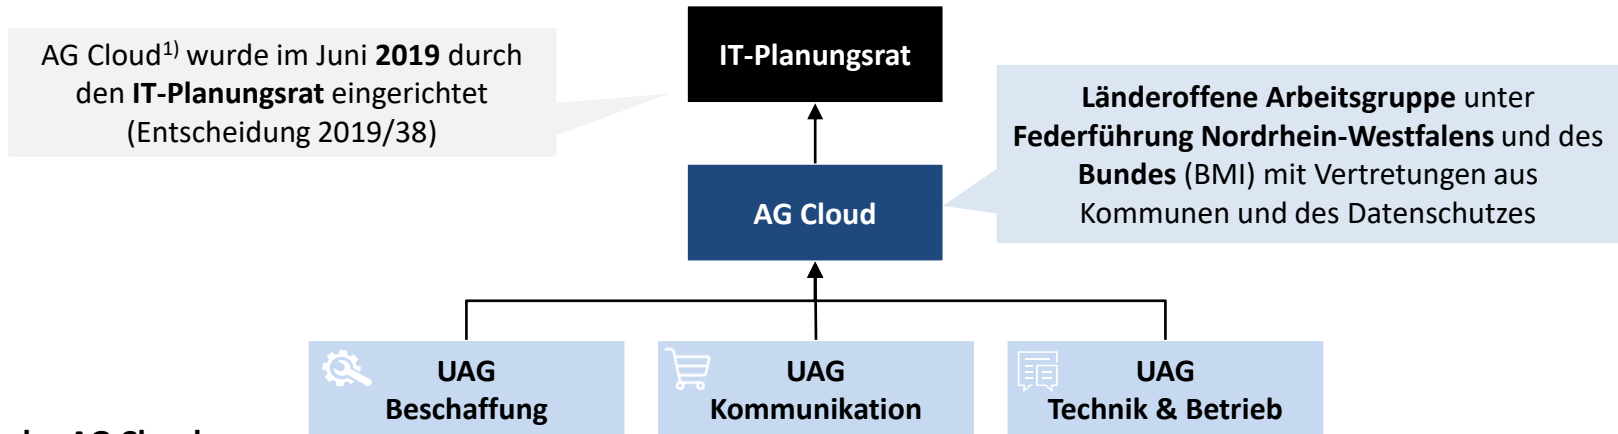 IT-Planungsrat
AG Cloud1) wurde im Juni 2019 durch
den IT-Planungsrat eingerichtet
(Entscheidung 2019/38)
Länderoffene Arbeitsgruppe unter
Federführung Nordrhein-Westfalens und des
Bundes (BMI) mit Vertretungen aus
Kommunen und des Datenschutzes
AG Cloud
UAG
Beschaffung
UAG
Kommunikation
UAG
Technik & Betrieb